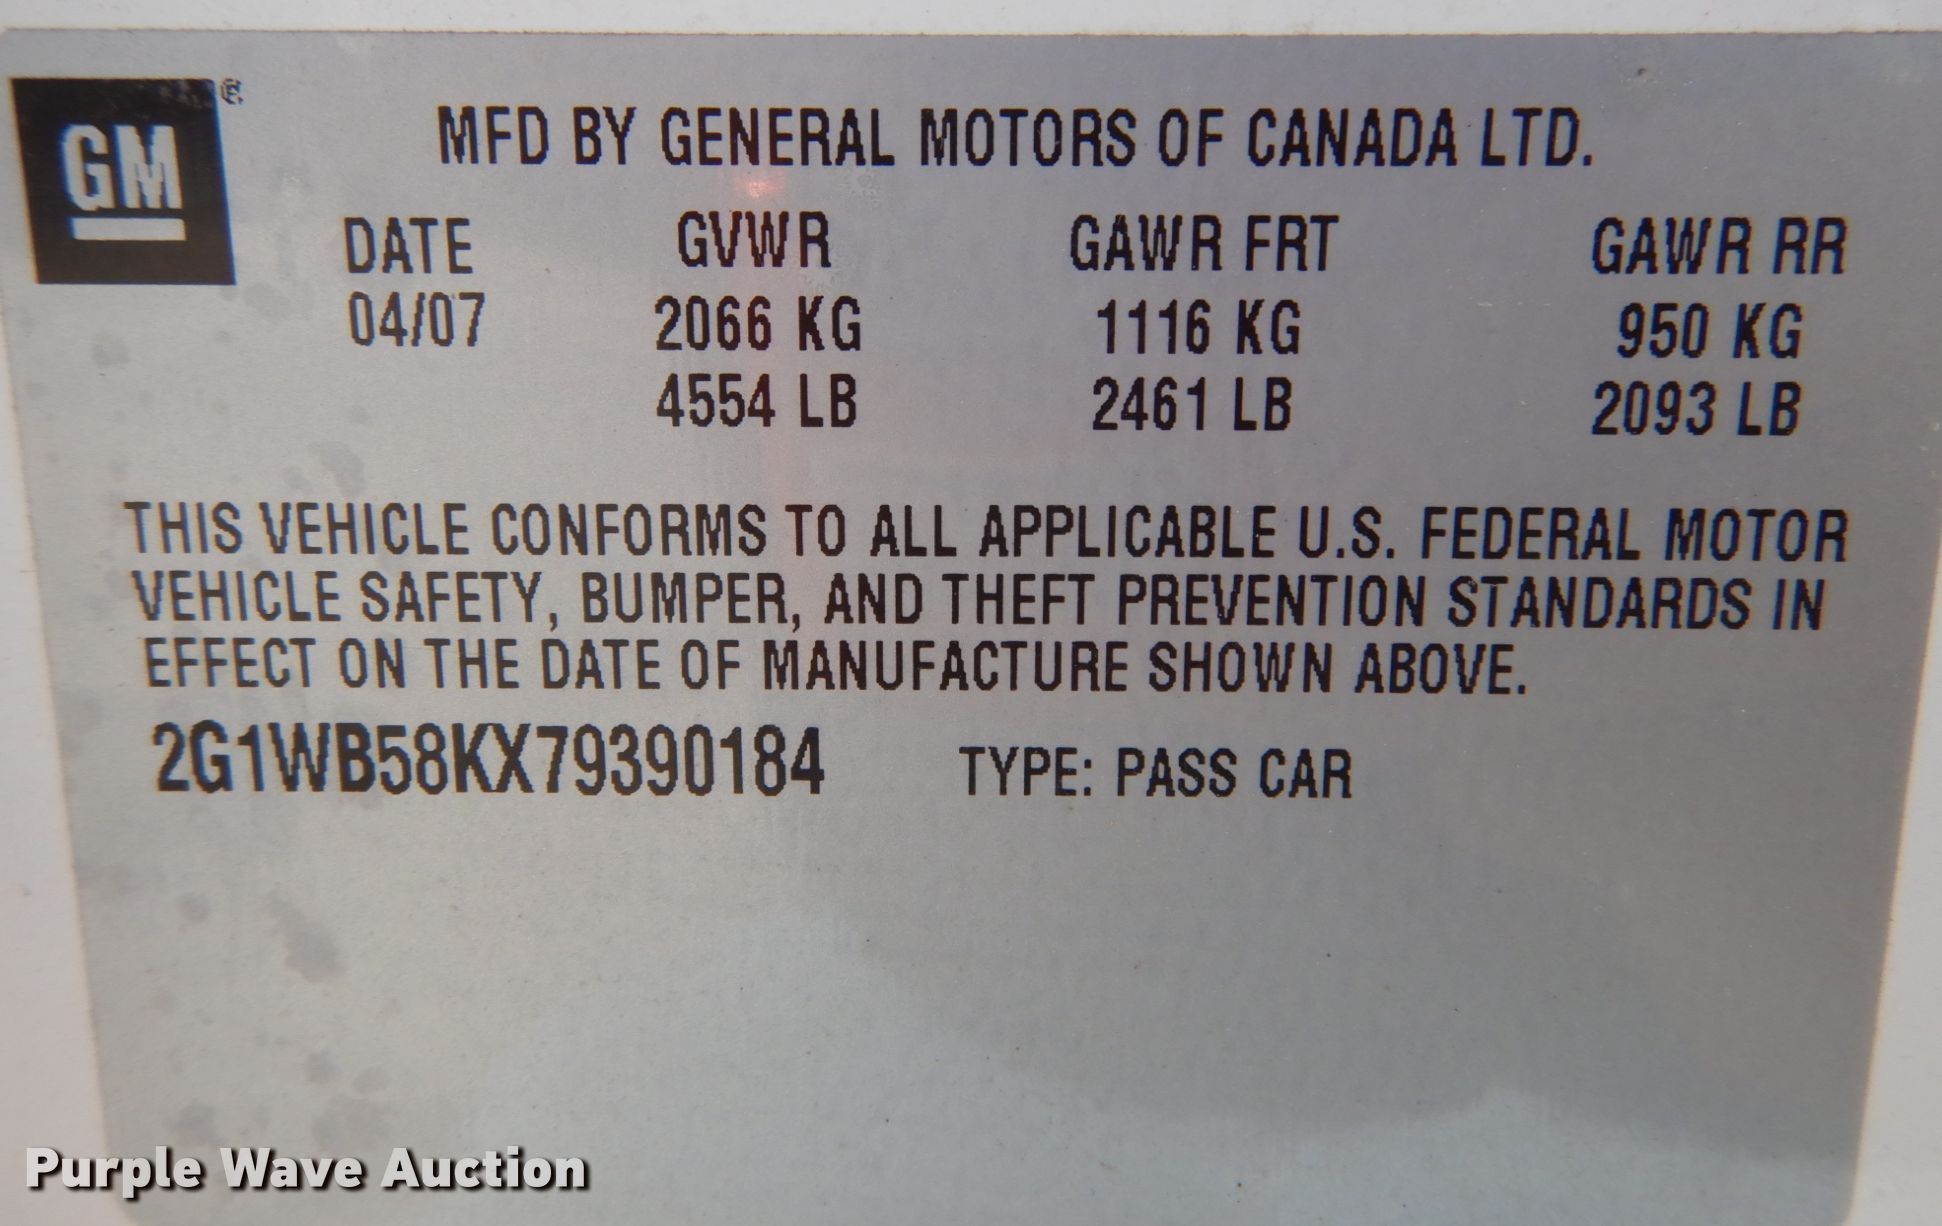 GM®
MFD BY GENERAL MOTORS OF CANADA LTD.
DATE GVWR GAWR FRT GAWR RR
04/07 2066 KG 1116 KG 950 KG
4554 LB 2461 LB 2093 LB
THIS VEHICLE CONFORMS TO ALL APPLICABLE U.S. FEDERAL MOTOR
VEHICLE SAFETY, BUMPER, AND THEFT PREVENTION STANDARDS IN
EFFECT ON THE DATE OF MANUFACTURE SHOWN ABOVE.
2G1WB58KX79390184 TYPE: PASS CAR
Purple Wave Auction